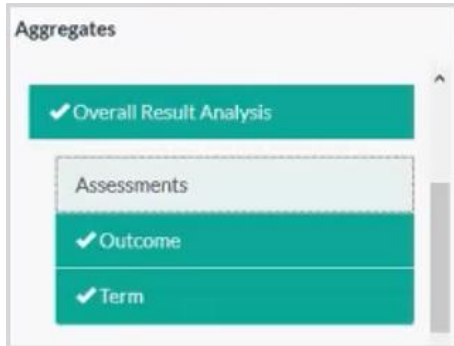 Aggregates
✔Overall Result Analysis
Assessments
✔Outcome
✔Term